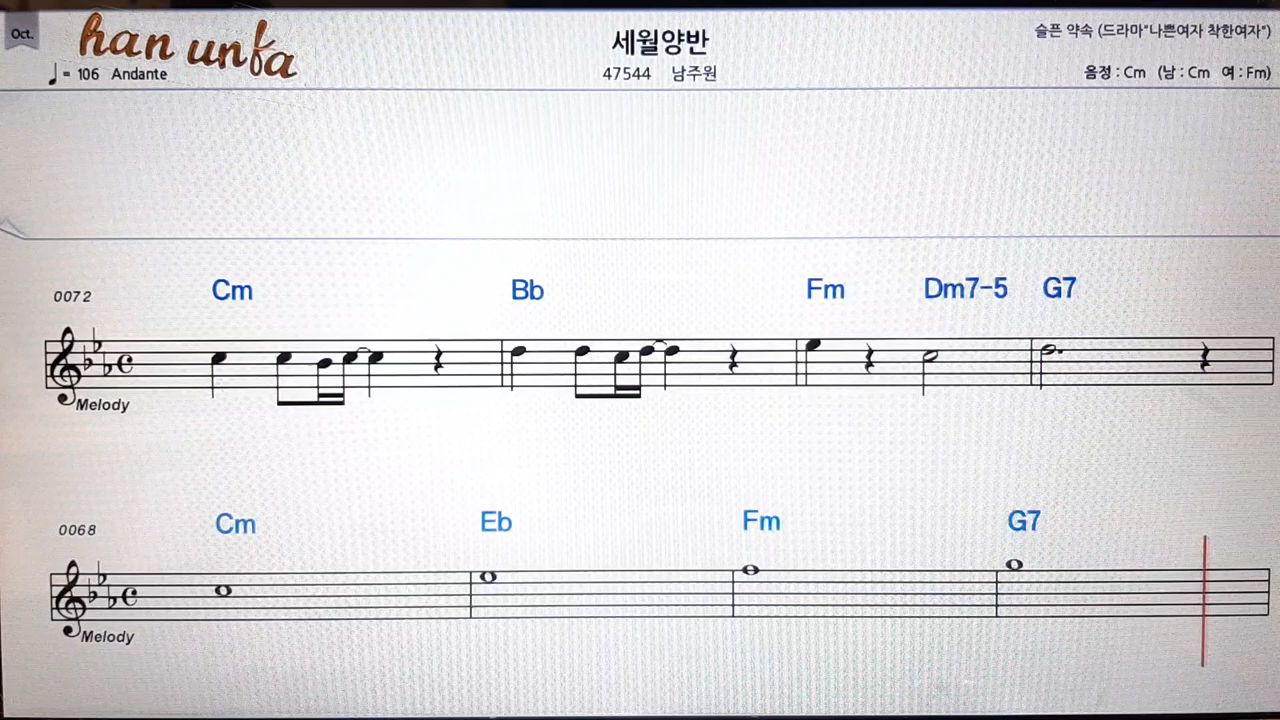 Oct.
han unfa
세월양반
슬픈 약속 (드라마"나쁜여자 착한여자")
♩= 106 Andante
47544 남주원
음정 : Cm (남 : Cm 여 : Fm)
0072
Cm Bb Fm Dm7-5 G7
Melody
0068
Cm Eb Fm G7
Melody